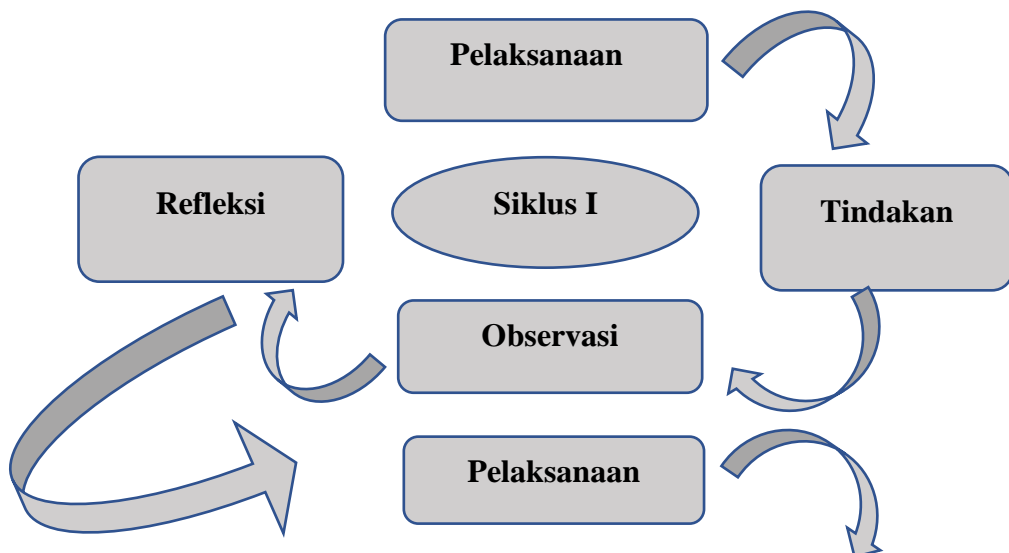 Pelaksanaan
Refleksi
Siklus I
Tindakan
Observasi
Pelaksanaan